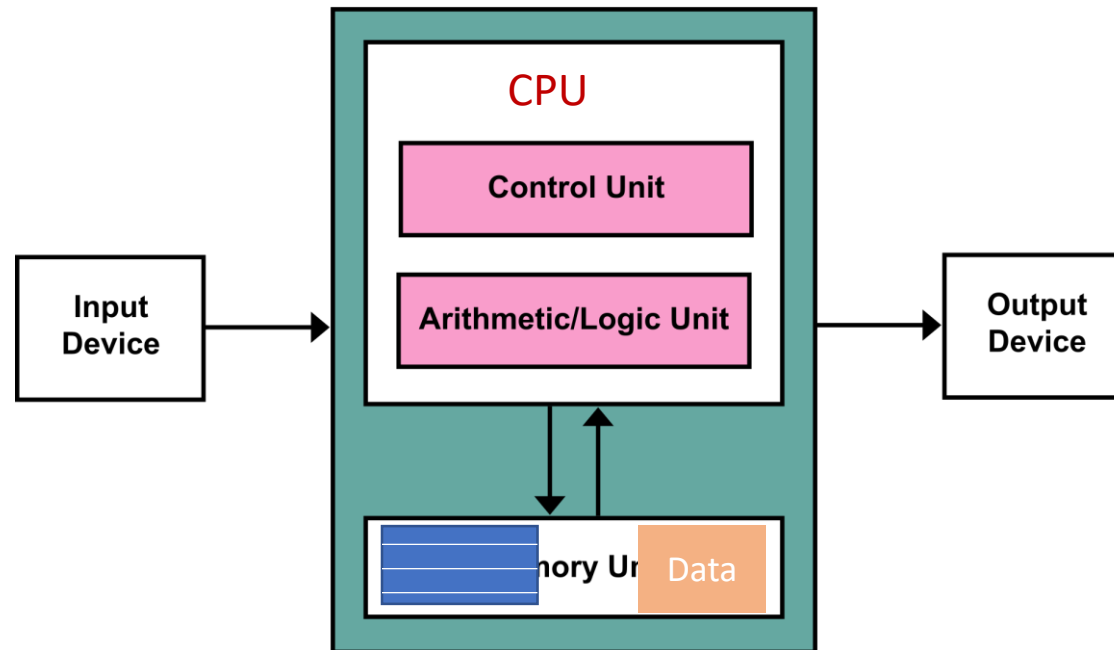 CPU
Control Unit
Arithmetic/Logic Unit
Input
Device
Output
Device
Data